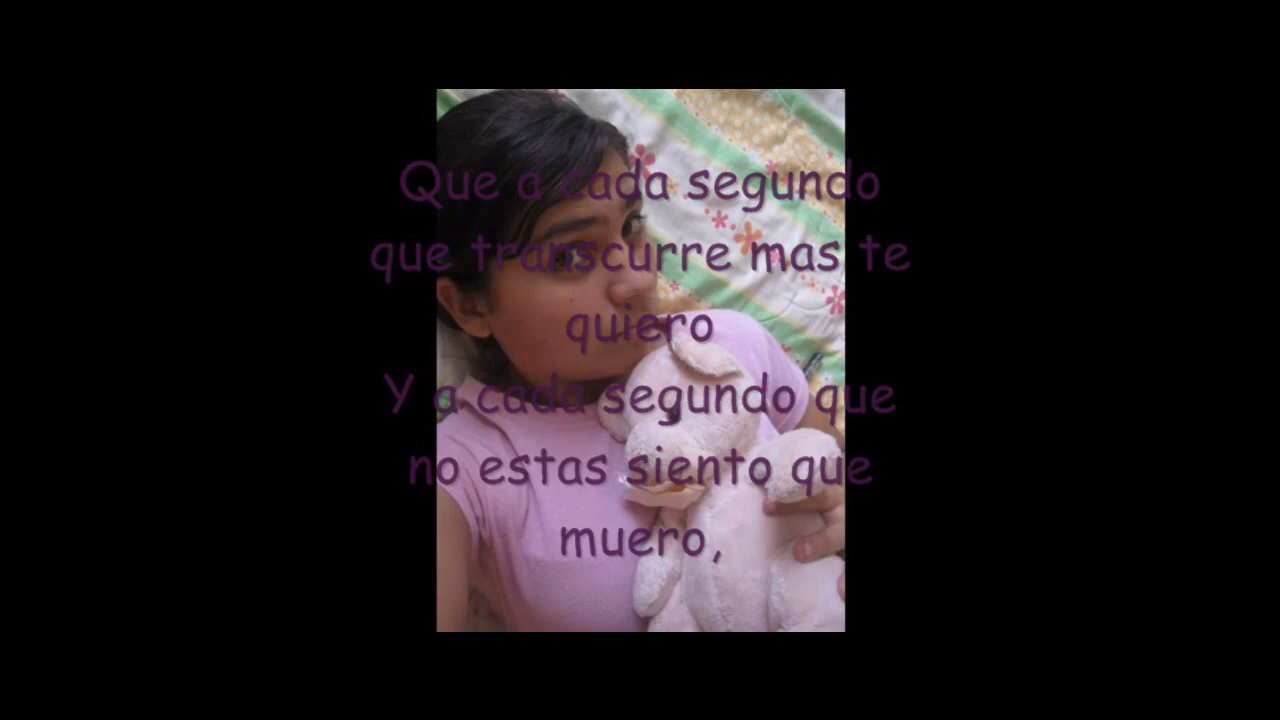 Que a cada segundo
que transcurre mas te
quiero
Y a cada segundo que
no estas siento que
muero,